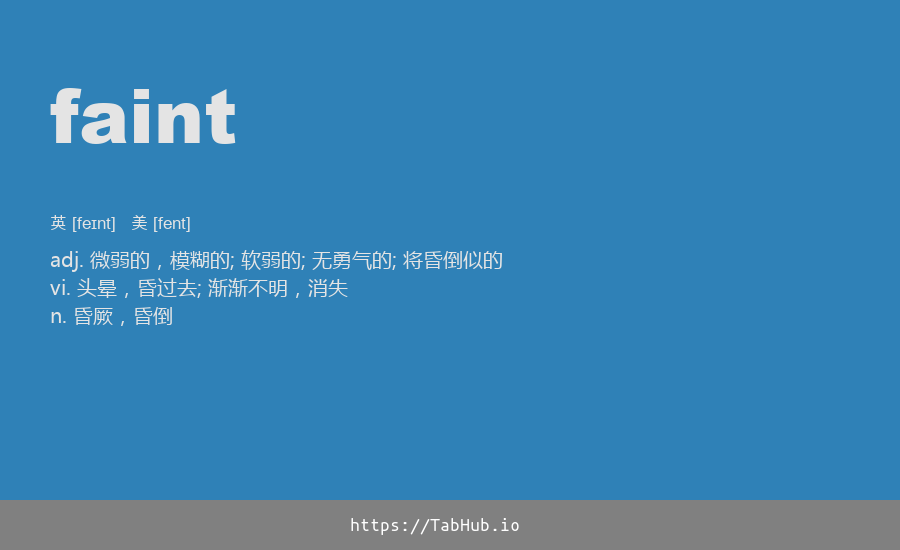 faint
英 [feɪnt]   美 [fent]
adj. 微弱的，模糊的; 软弱的; 无勇气的; 将昏倒似的
vi. 头晕，昏过去; 渐渐不明，消失
n. 昏厥，昏倒
https://TabHub.io